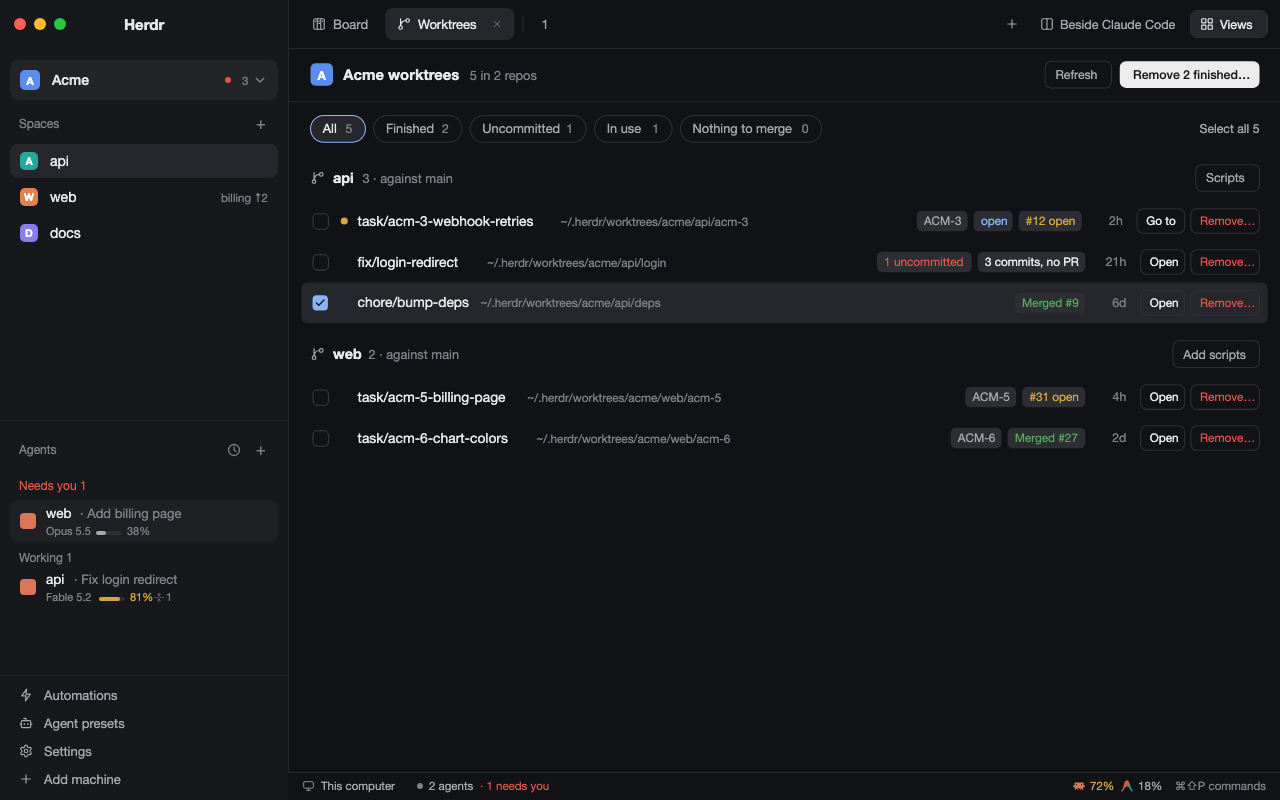 Herdr
Board
Worktrees ×
1
+
Beside Claude Code
Views
A Acme 3
Spaces +
A api
W web billing ↑2
D docs
A Acme worktrees 5 in 2 repos
Refresh
Remove 2 finished…
All 5
Finished 2
Uncommitted 1
In use 1
Nothing to merge 0
Select all 5
api 3 · against main Scripts
task/acm-3-webhook-retries ~/.herdr/worktrees/acme/api/acm-3 ACM-3 open #12 open 2h Go to Remove…
fix/login-redirect ~/.herdr/worktrees/acme/api/login 1 uncommitted 3 commits, no PR 21h Open Remove…
chore/bump-deps ~/.herdr/worktrees/acme/api/deps Merged #9 6d Open Remove…
web 2 · against main Add scripts
task/acm-5-billing-page ~/.herdr/worktrees/acme/web/acm-5 ACM-5 #31 open 4h Open Remove…
task/acm-6-chart-colors ~/.herdr/worktrees/acme/web/acm-6 ACM-6 Merged #27 2d Open Remove…
Agents +
Needs you 1
web · Add billing page
Opus 5.5 38%
Working 1
api · Fix login redirect
Fable 5.2 81% 1
Automations
Agent presets
Settings
+ Add machine
This computer 2 agents · 1 needs you 72% 18% ⌘⇧P commands